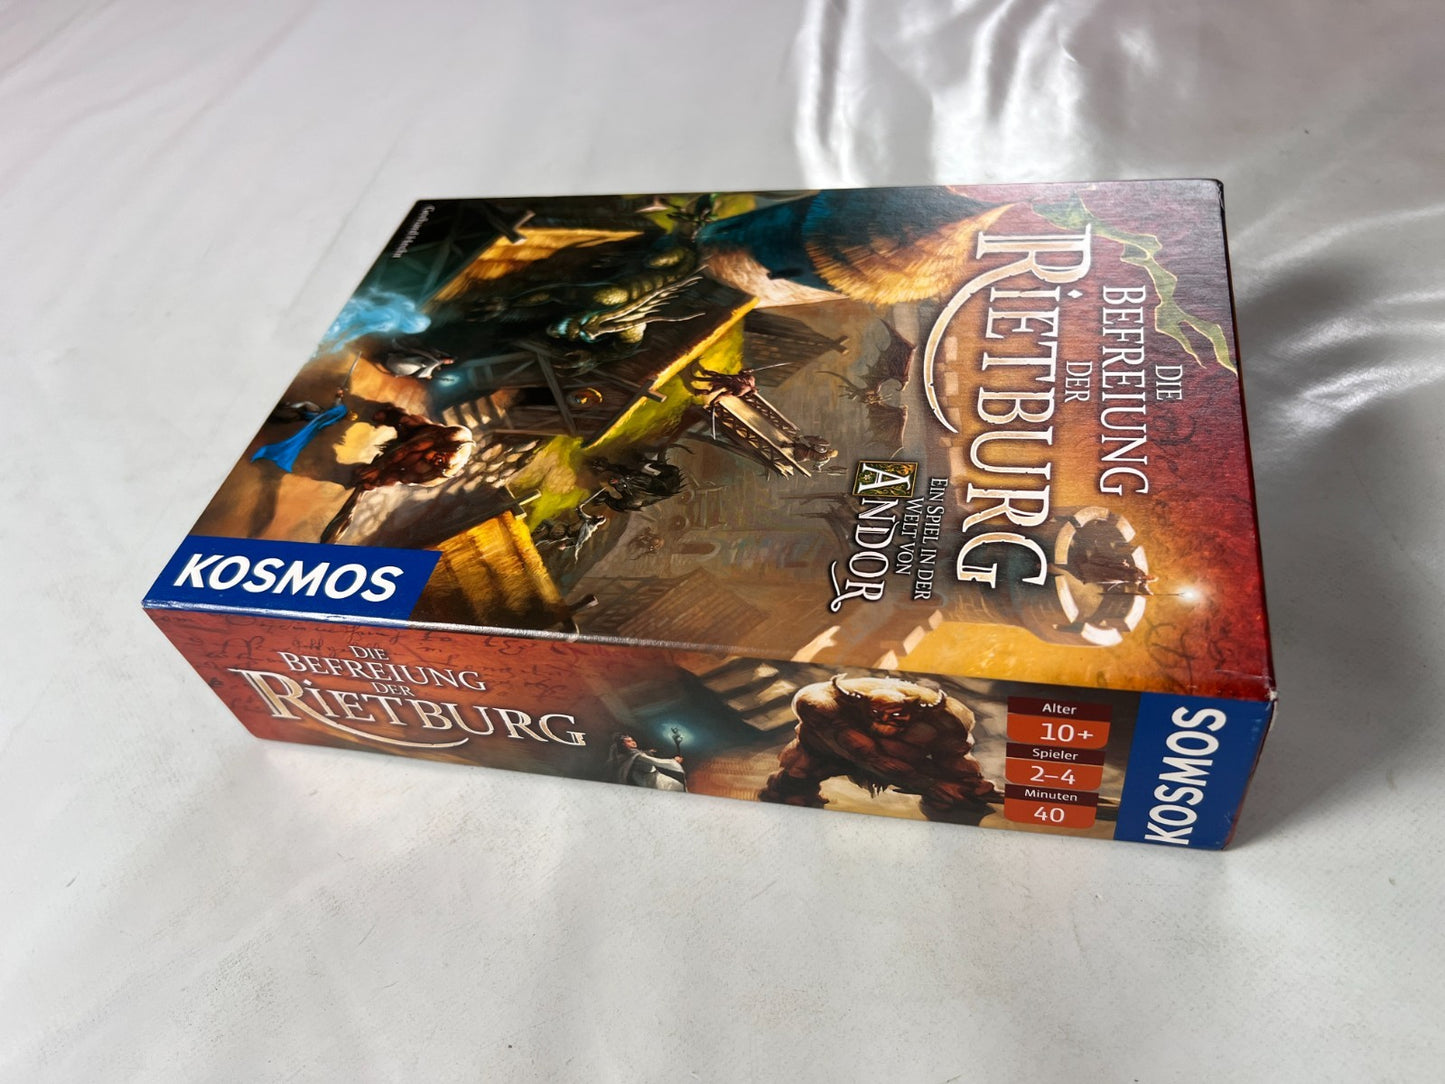 DIE
BEFREIUNG
DER
RIETBURG
EIN SPIEL IN DER
WELT VON
ANDOR
KOSMOS
DIE
BEFREIUNG
DER
RIETBURG
Alter
10+
Spieler
2–4
Minuten
40
KOSMOS